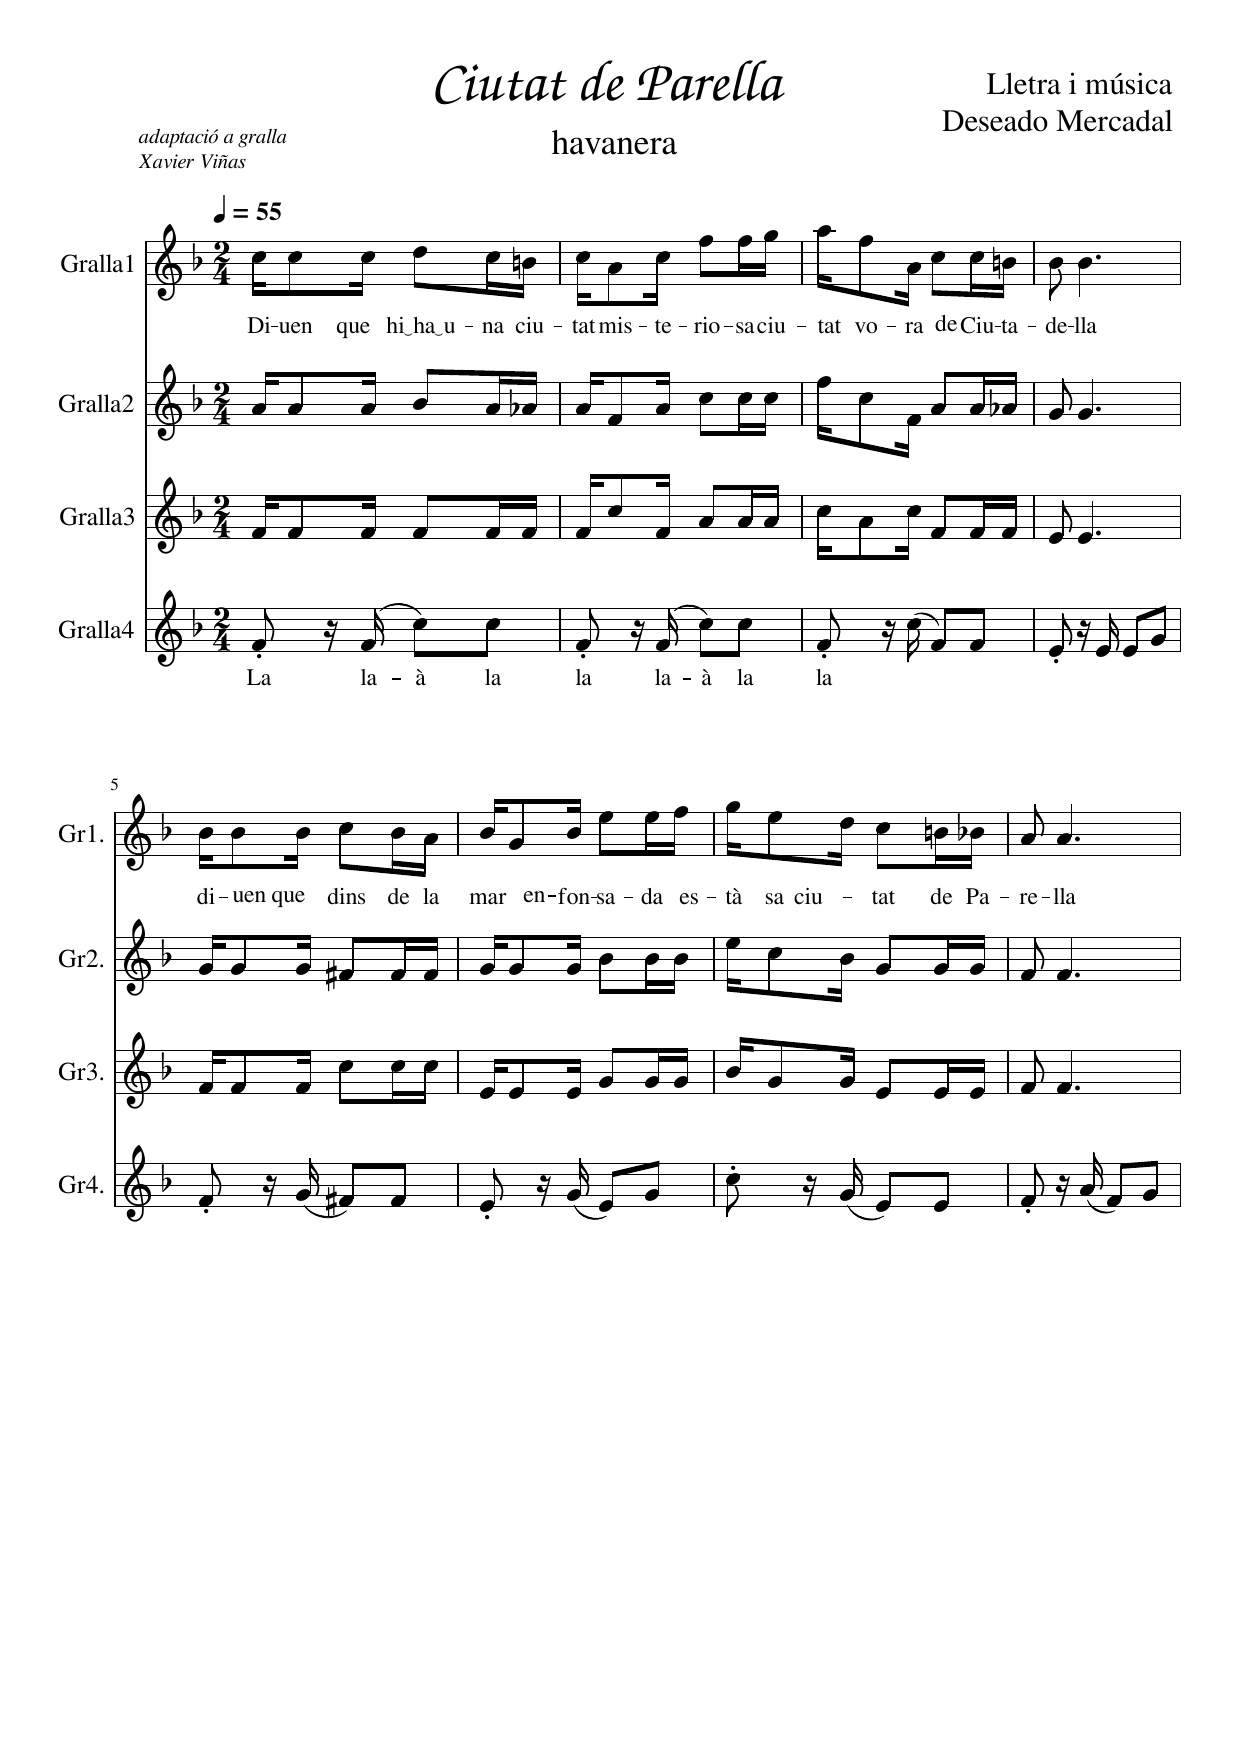 Ciutat de Parella
havanera
Lletra i música
Deseado Mercadal
adaptació a gralla
Xavier Viñas
= 55
Gralla1
Di-uen que hi‿ha‿u-na ciu-tat mis-te-rio-sa ciu-tat vo-ra de Ciu-ta-de-lla
Gralla2
Gralla3
Gralla4
La la-à la la la-à la la
5
Gr1.
di-uen que dins de la mar en-fon-sa-da es-tà sa ciu-tat de Pa-re-lla
Gr2.
Gr3.
Gr4.